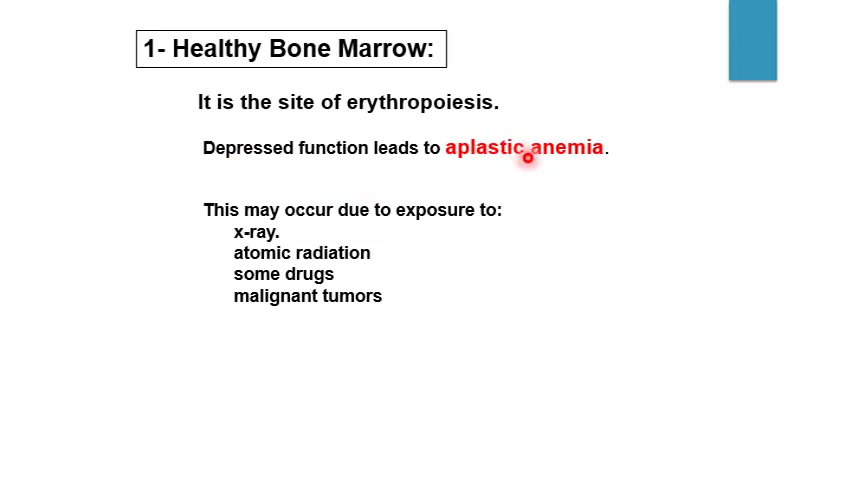 1- Healthy Bone Marrow:
It is the site of erythropoiesis.
Depressed function leads to aplastic anemia.
This may occur due to exposure to:
x-ray.
atomic radiation
some drugs
malignant tumors